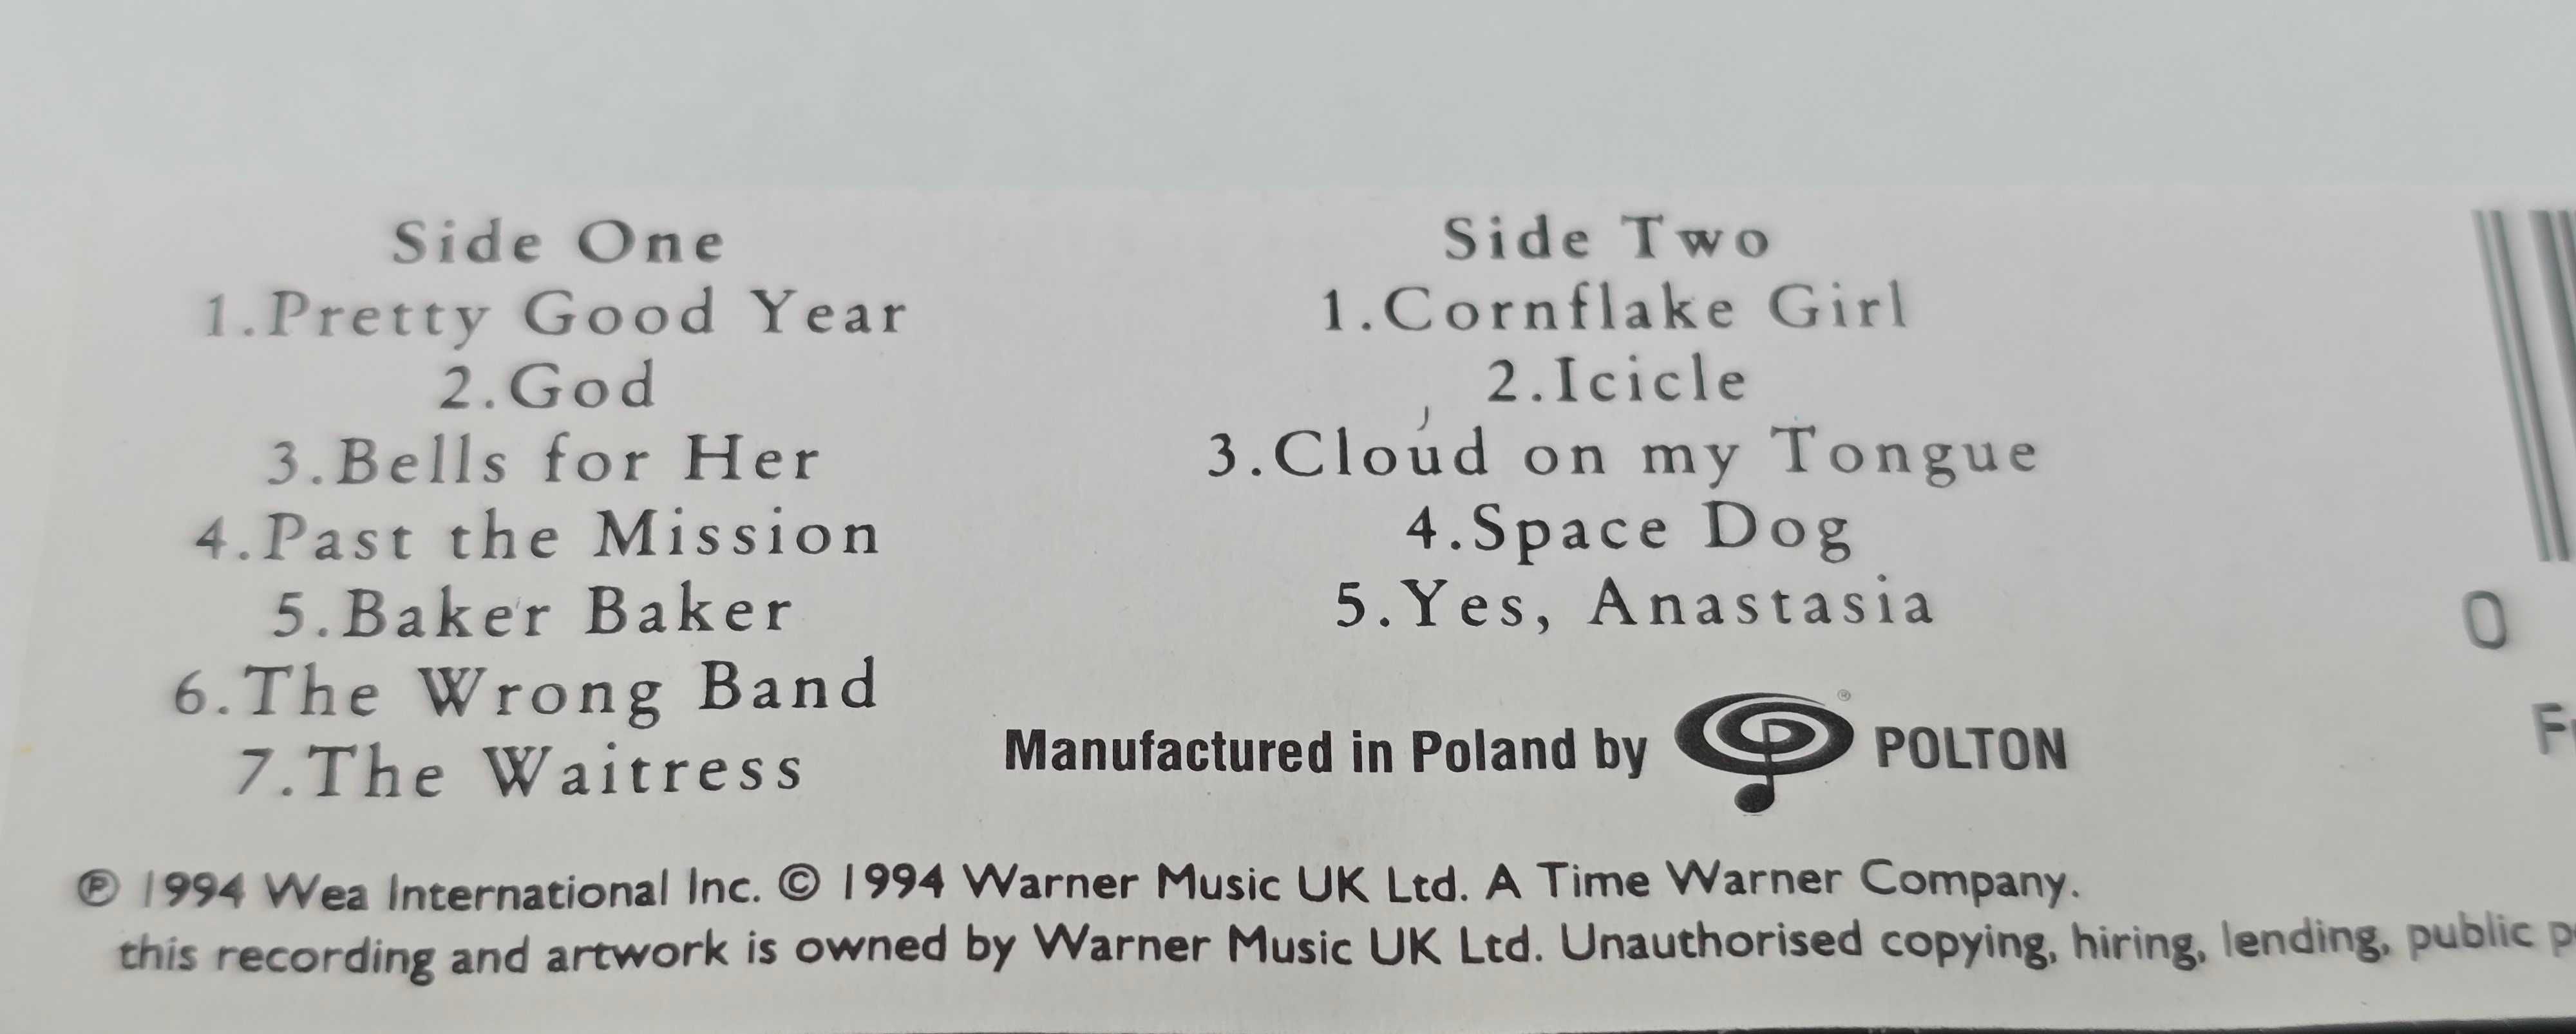 Side One
1.Pretty Good Year
2.God
3.Bells for Her
4.Past the Mission
5.Baker Baker
6.The Wrong Band
7.The Waitress
Side Two
1.Cornflake Girl
2.Icicle
3.Cloud on my Tongue
4.Space Dog
5.Yes, Anastasia
Manufactured in Poland by ® POLTON
0
℗ 1994 Wea International Inc. © 1994 Warner Music UK Ltd. A Time Warner Company.
this recording and artwork is owned by Warner Music UK Ltd. Unauthorised copying, hiring, lending, public